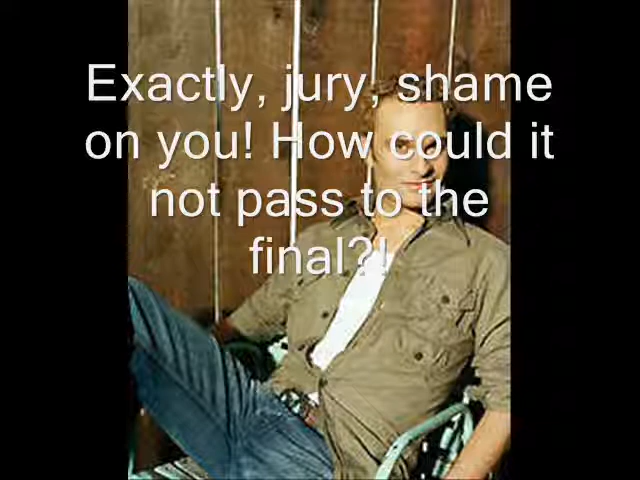 Exactly, jury, shame
on you! How could it
not pass to the
final?!